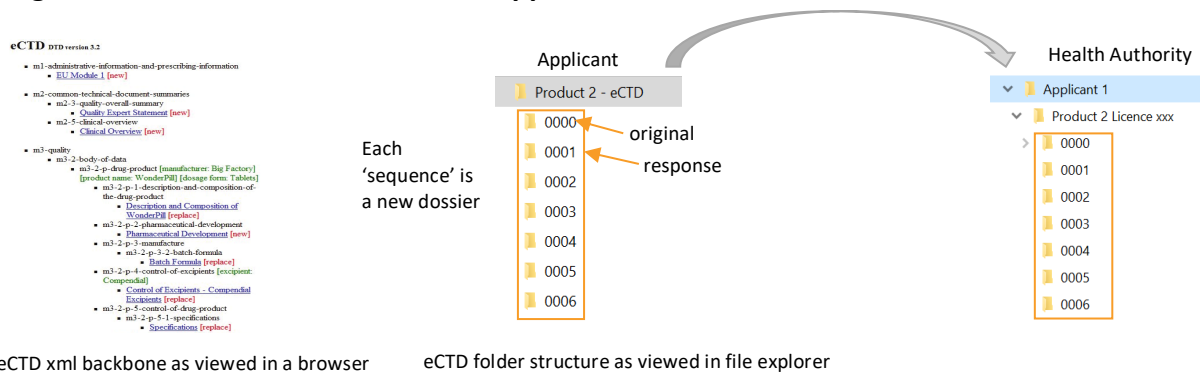 eCTD DTD version 3.2
m1-administrative-information-and-prescribing-information
EU Module 1 [new]
m2-common-technical-document-summaries
m2-3-quality-overall-summary
Quality Expert Statement [new]
m2-5-clinical-overview
Clinical Overview [new]
m3-quality
m3-2-body-of-data
m3-2-p-drug-product [manufacturer: Big Factory]
[product name: WonderPill] [dosage form: Tablets]
m3-2-p-1-description-and-composition-of-
the-drug-product
Description and Composition of
WonderPill [replace]
m3-2-p-2-pharmaceutical-development
Pharmaceutical Development [new]
m3-2-p-3-manufacture
m3-2-p-3-2-batch-formula
Batch Formula [replace]
m3-2-p-4-control-of-excipients [excipient:
Compendial]
Control of Excipients - Compendial
Excipients [replace]
m3-2-p-5-control-of-drug-product
m3-2-p-5-1-specifications
Specifications [replace]
eCTD xml backbone as viewed in a browser
Each
‘sequence’ is
a new dossier
Applicant
Product 2 - eCTD
0000
0001
0002
0003
0004
0005
0006
original
response
eCTD folder structure as viewed in file explorer
Health Authority
Applicant 1
Product 2 Licence xxx
0000
0001
0002
0003
0004
0005
0006